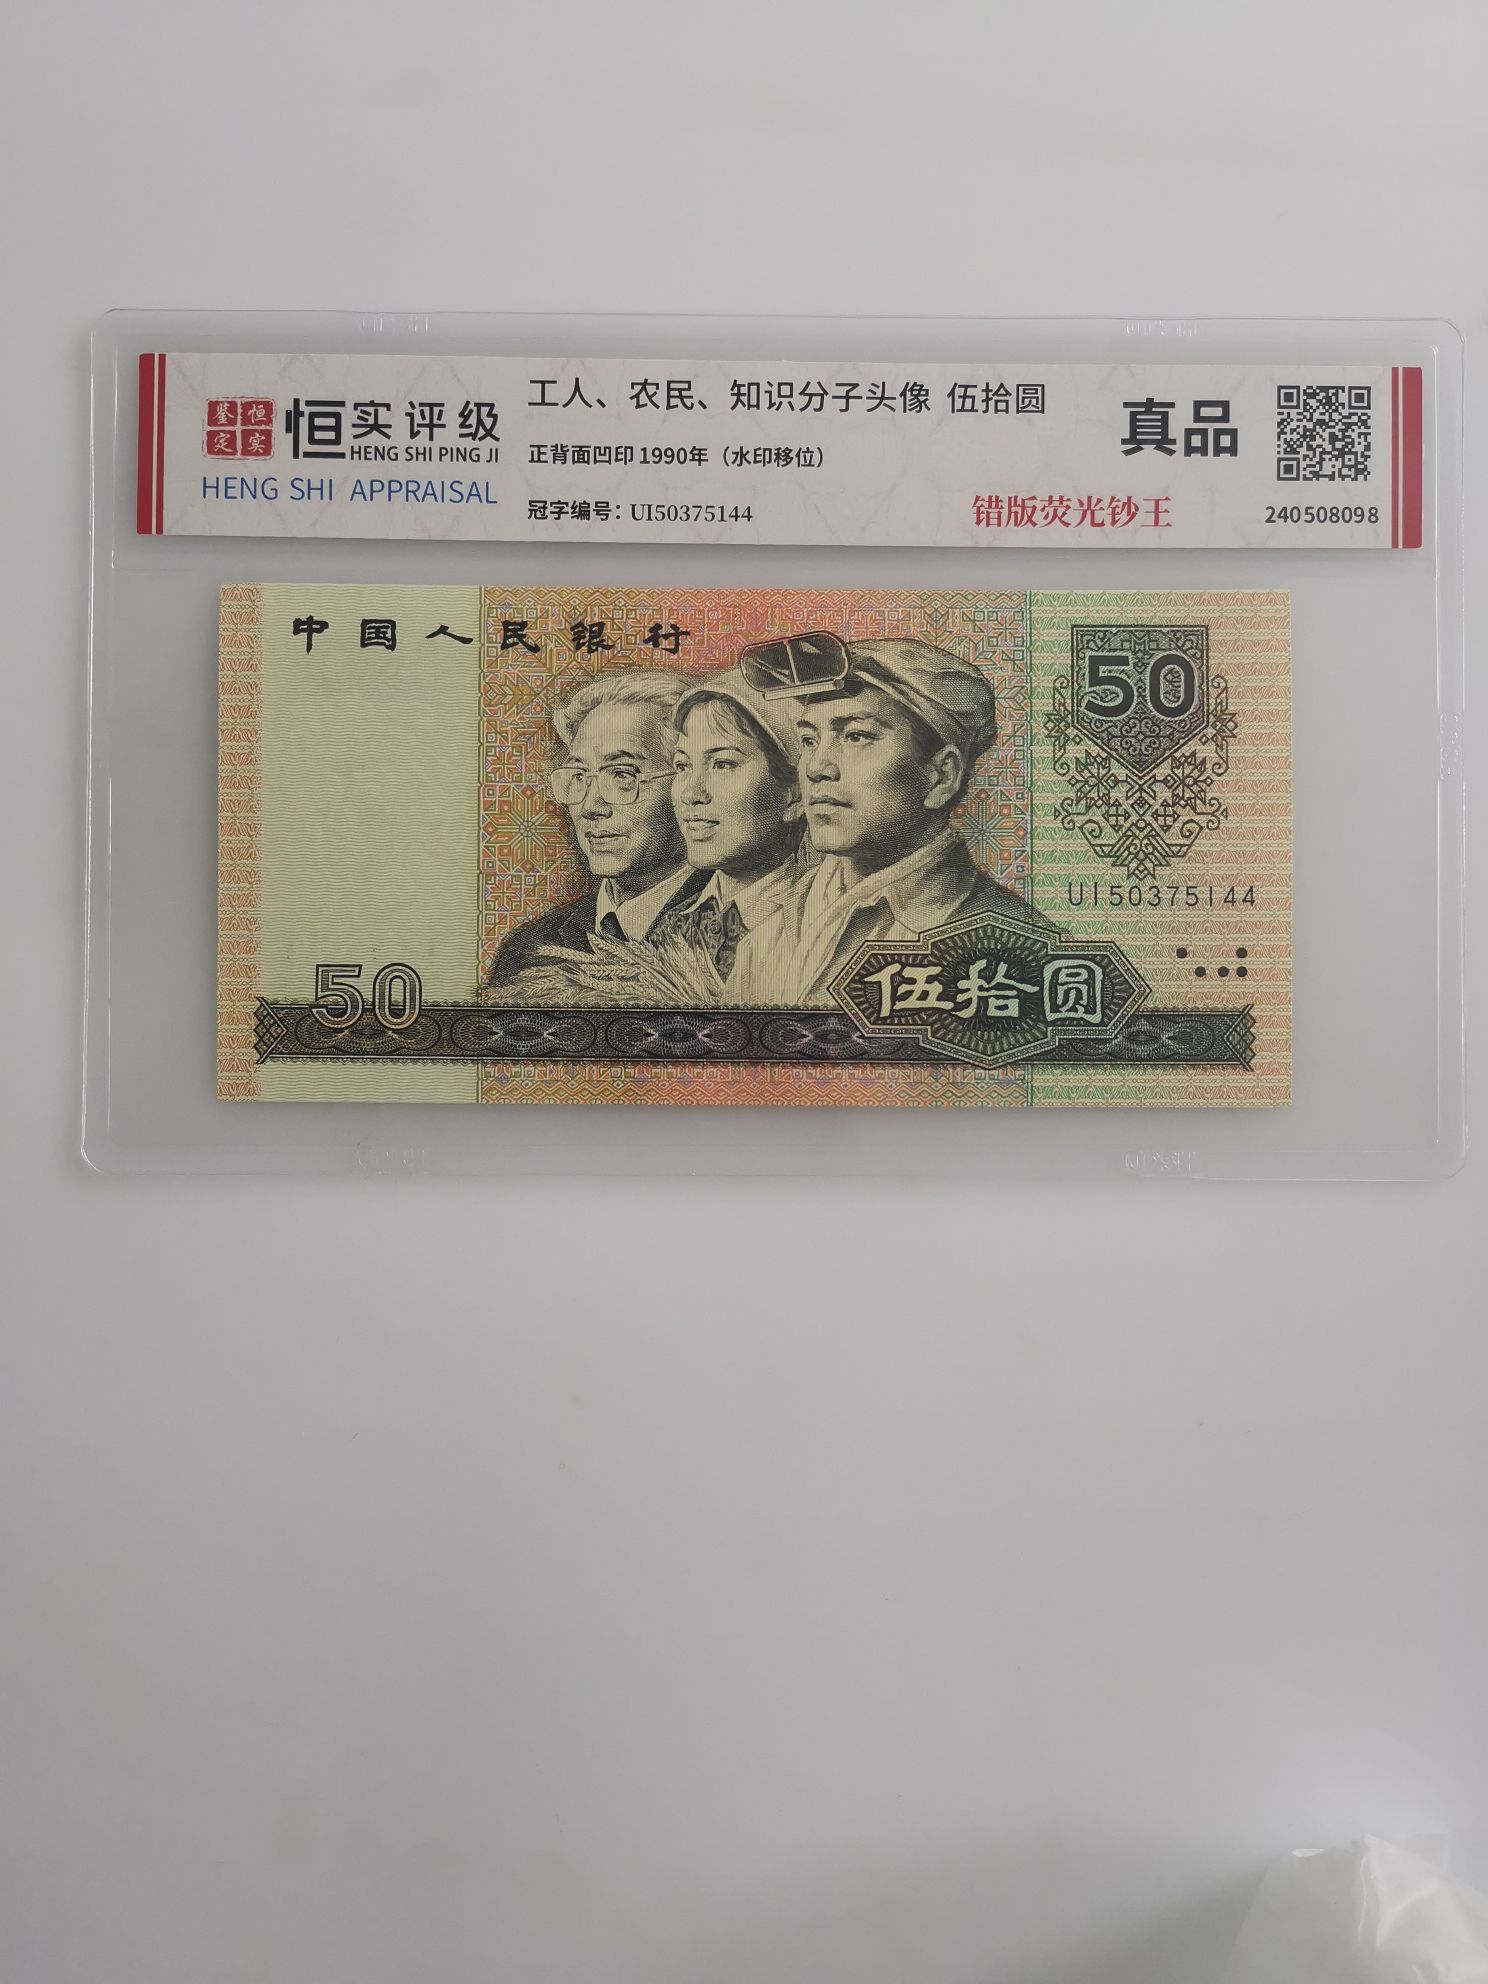 鉴恒
定实
恒实评级
HENG SHI PING JI
HENG SHI APPRAISAL
工人、农民、知识分子头像 伍拾圆
正背面凹印 1990年（水印移位）
冠字编号：UI50375144
真品
错版荧光钞王
240508098
中国人民银行
50
UI50375144
50
伍拾圆